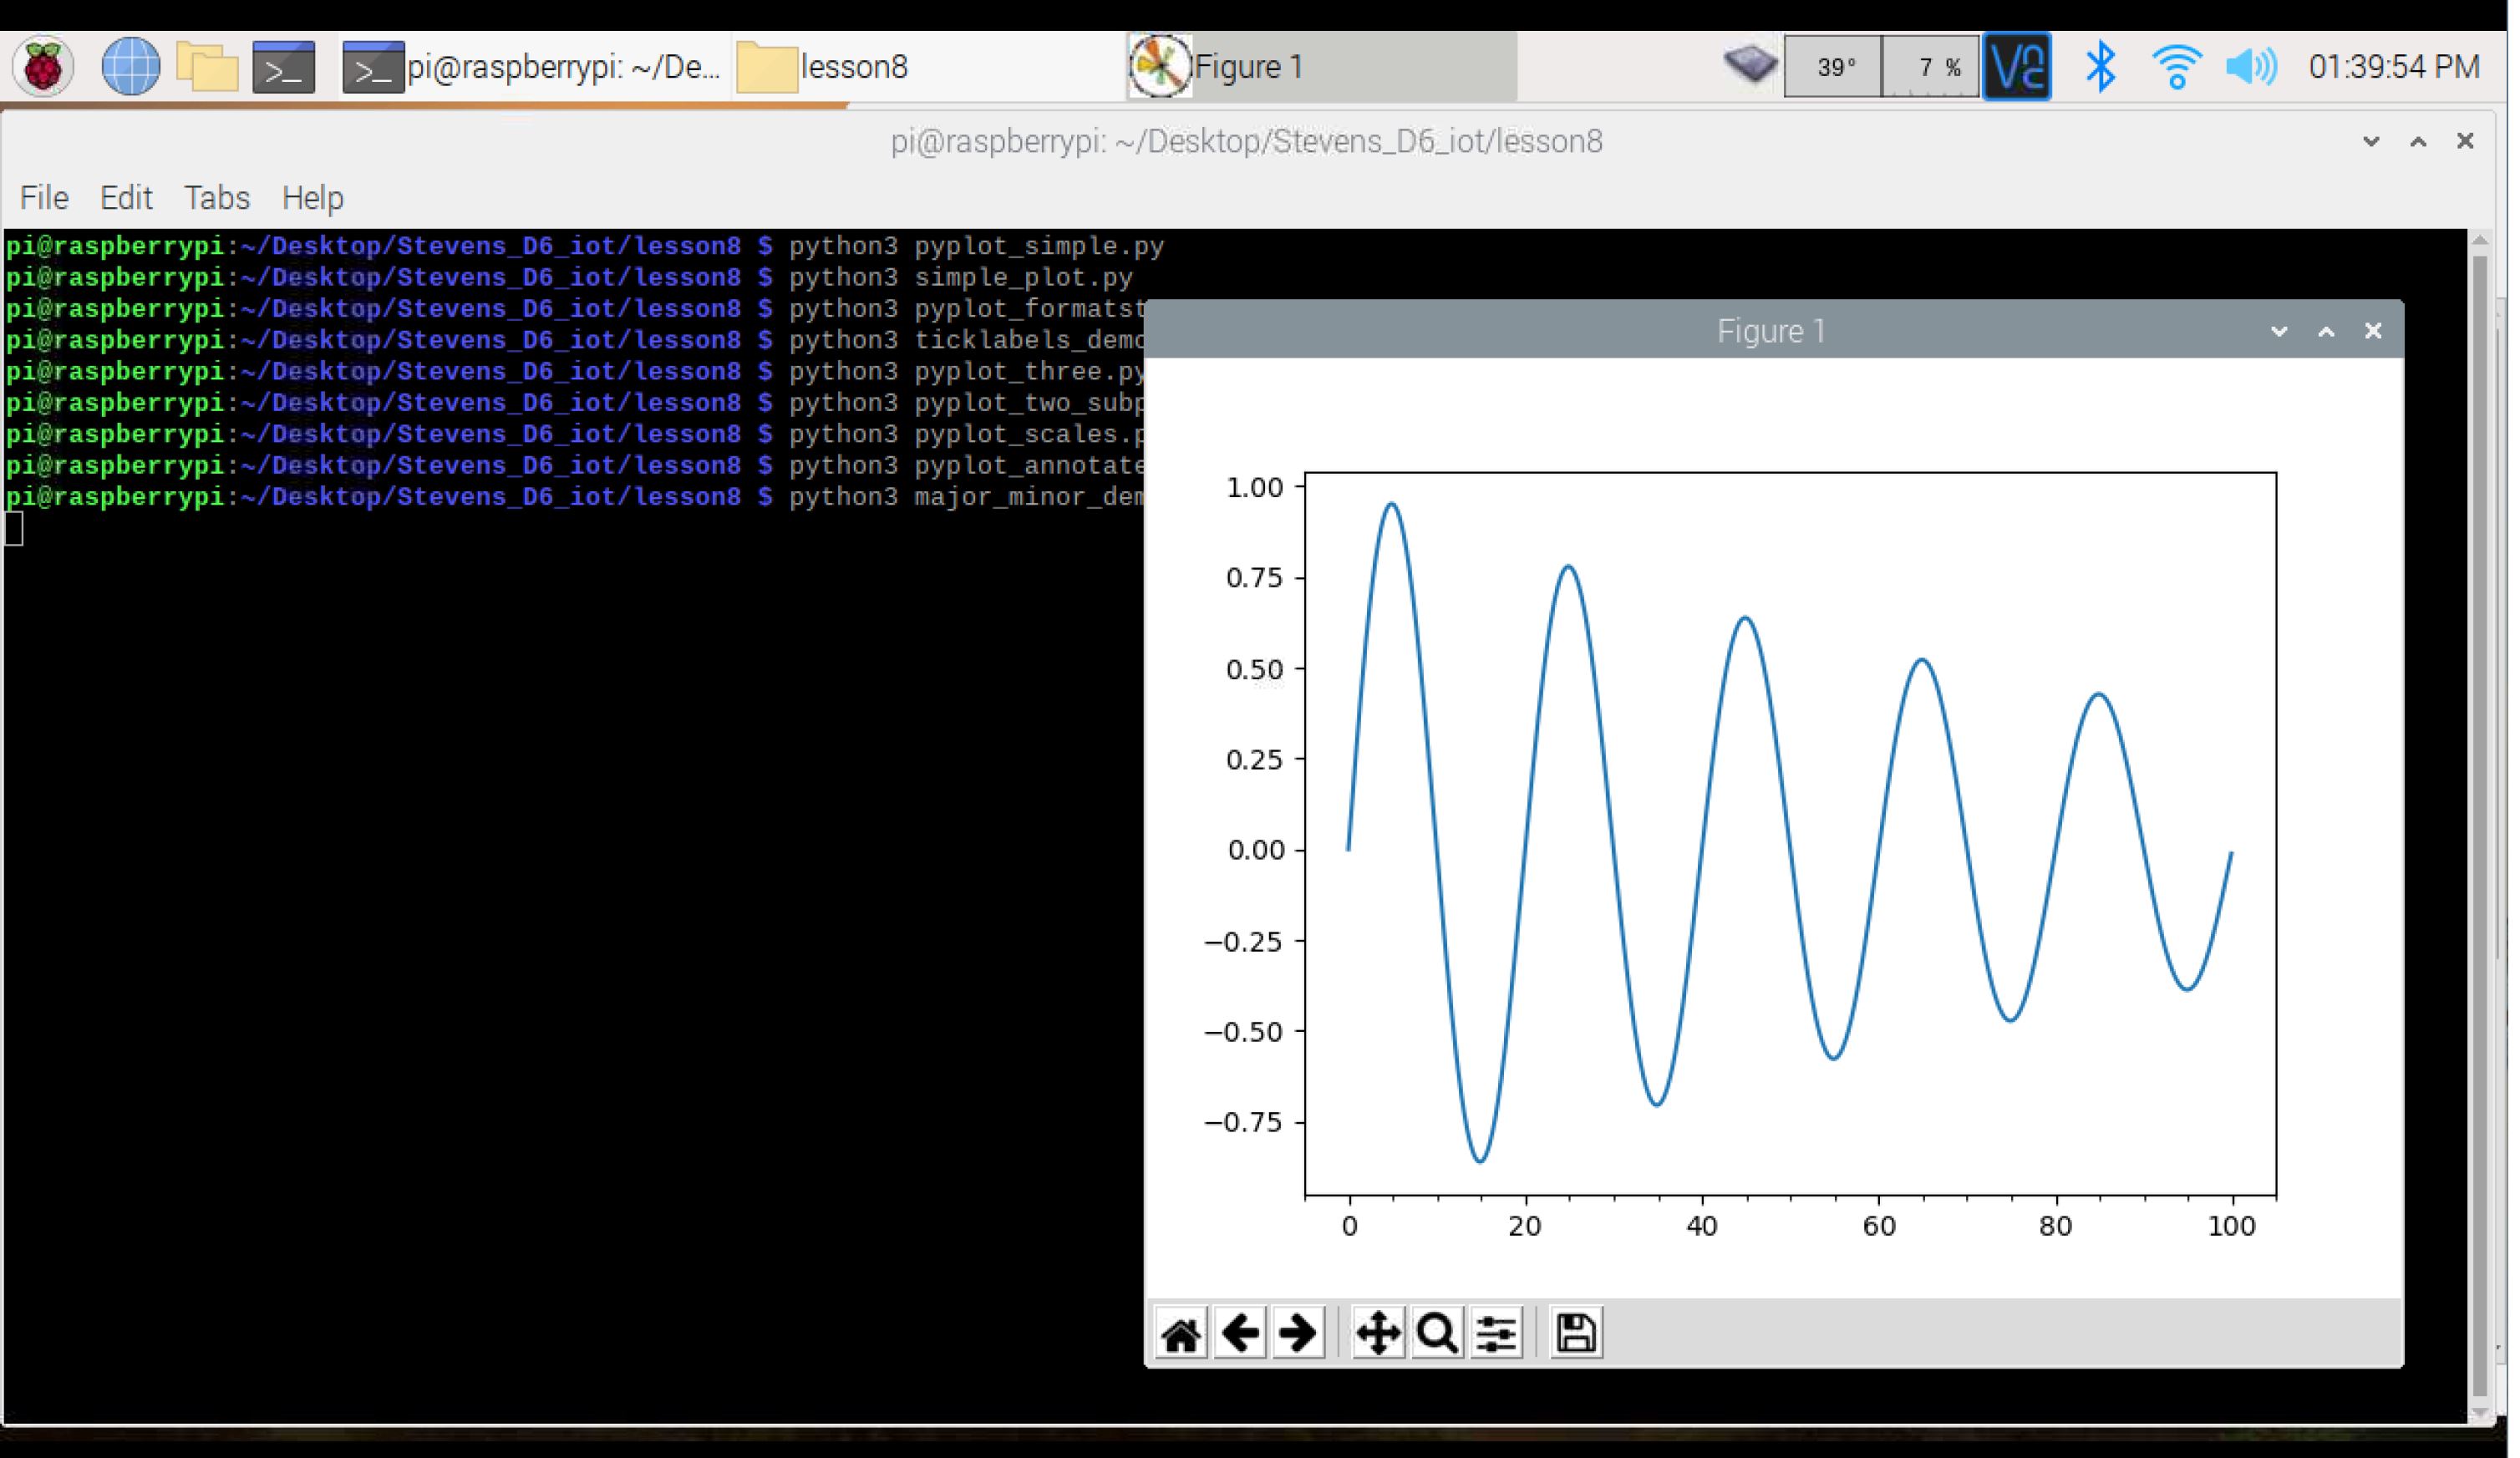 pi@raspberrypi: ~/De...
lesson8
Figure 1
39°
7 %
01:39:54 PM
pi@raspberrypi: ~/Desktop/Stevens_D6_iot/lesson8
File Edit Tabs Help
pi@raspberrypi:~/Desktop/Stevens_D6_iot/lesson8 $ python3 pyplot_simple.py
pi@raspberrypi:~/Desktop/Stevens_D6_iot/lesson8 $ python3 simple_plot.py
pi@raspberrypi:~/Desktop/Stevens_D6_iot/lesson8 $ python3 pyplot_formatst
pi@raspberrypi:~/Desktop/Stevens_D6_iot/lesson8 $ python3 ticklabels_demo
pi@raspberrypi:~/Desktop/Stevens_D6_iot/lesson8 $ python3 pyplot_three.py
pi@raspberrypi:~/Desktop/Stevens_D6_iot/lesson8 $ python3 pyplot_two_subp
pi@raspberrypi:~/Desktop/Stevens_D6_iot/lesson8 $ python3 pyplot_scales.p
pi@raspberrypi:~/Desktop/Stevens_D6_iot/lesson8 $ python3 pyplot_annotate
pi@raspberrypi:~/Desktop/Stevens_D6_iot/lesson8 $ python3 major_minor_dem
Figure 1
1.00
0.75
0.50
0.25
0.00
−0.25
−0.50
−0.75
0 20 40 60 80 100